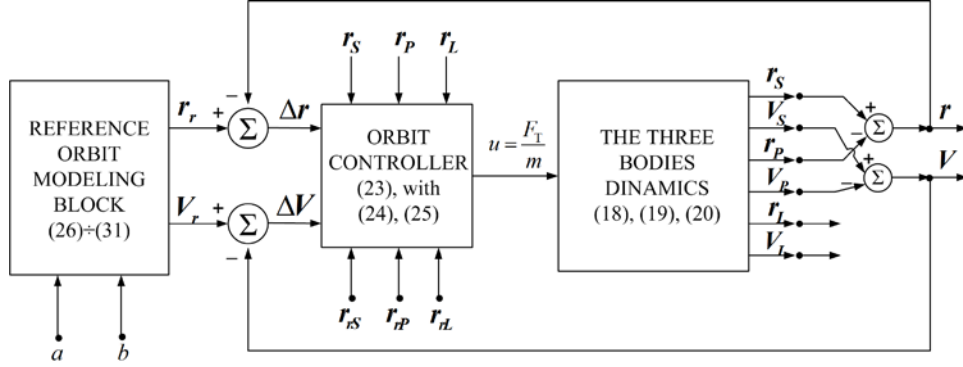 r_S
r_P
r_L
REFERENCE
ORBIT
MODELING
BLOCK
(26)÷(31)
r_r
V_r
a
b
−
+
Σ
Δr
+
Σ
−
ΔV
ORBIT
CONTROLLER
(23), with
(24), (25)
r_rS
r_rP
r_rL
u = F_T / m
THE THREE
BODIES
DINAMICS
(18), (19), (20)
r_S
V_S
r_P
V_P
r_L
V_L
+
−
Σ
+
−
Σ
r
V